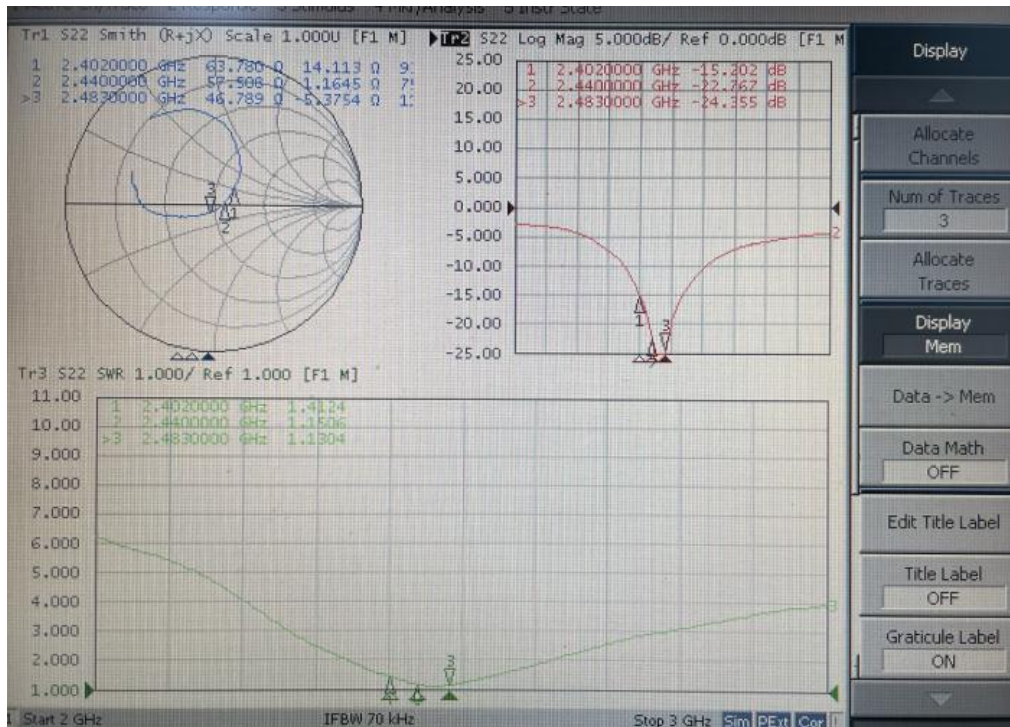 Tr1 S22 Smith (R+jX) Scale 1.000U [F1 M]
1 2.4020000 GHz 63.780 Ω 14.113 Ω
2 2.4400000 GHz 57.508 Ω 1.1645 Ω
>3 2.4830000 GHz 46.789 Ω -5.3754 Ω
3
1
2
Tr2 S22 Log Mag 5.000dB/ Ref 0.000dB [F1 M
25.00
20.00
15.00
10.00
5.000
0.000
-5.000
-10.00
-15.00
-20.00
-25.00
1 2.4020000 GHz -15.202 dB
2 2.4400000 GHz -22.767 dB
>3 2.4830000 GHz -24.355 dB
2
1
3
Tr3 S22 SWR 1.000/ Ref 1.000 [F1 M]
11.00
10.00
9.000
8.000
7.000
6.000
5.000
4.000
3.000
2.000
1.000
1 2.4020000 GHz 1.4124
2 2.4400000 GHz 1.1506
>3 2.4830000 GHz 1.1304
3
3
Start 2 GHz
IFBW 70 kHz
Stop 3 GHz
Sim
PExt
Cor
Display
Allocate
Channels
Num of Traces
3
Allocate
Traces
Display
Mem
Data -> Mem
Data Math
OFF
Edit Title Label
Title Label
OFF
Graticule Label
ON